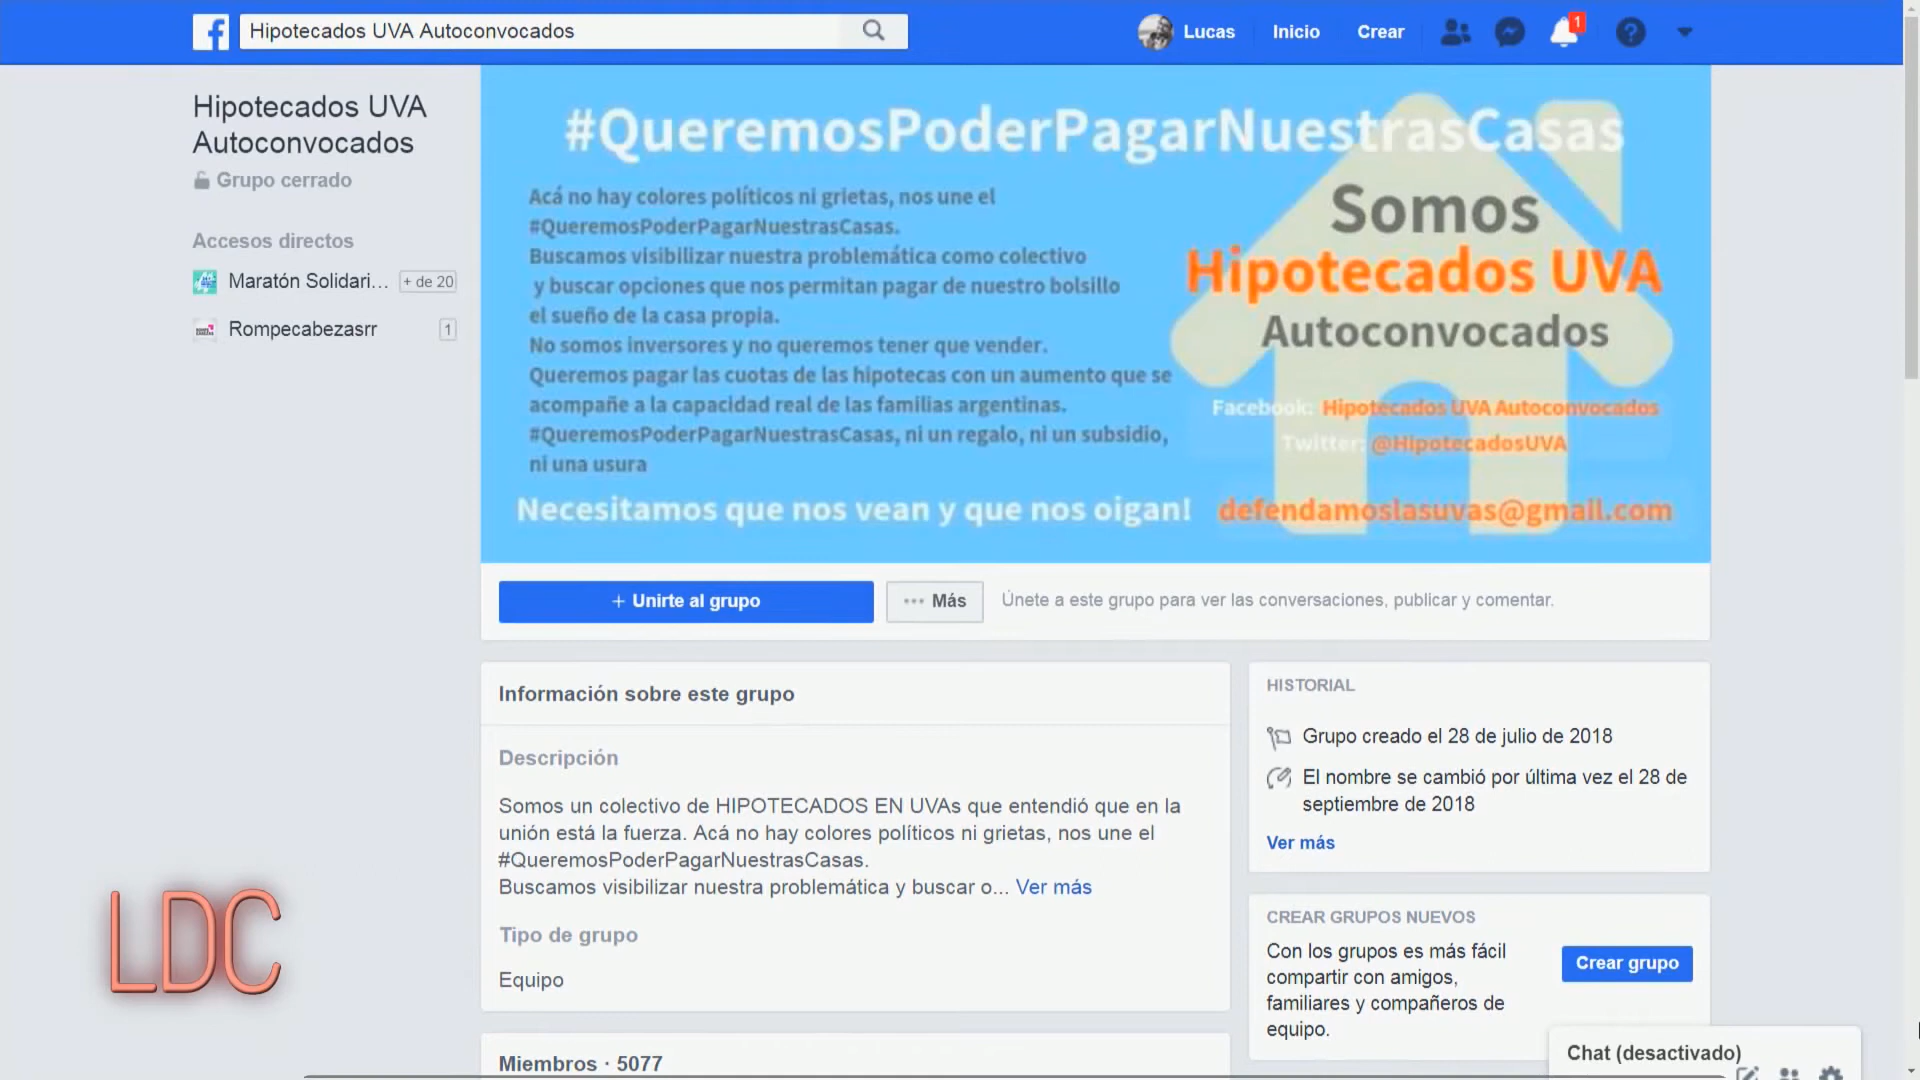 Hipotecados UVA Autoconvocados
Lucas
Inicio
Crear
1
Hipotecados UVA
Autoconvocados
Grupo cerrado
Accesos directos
Maratón Solidari...
+ de 20
Rompecabezasrr
1
#QueremosPoderPagarNuestrasCasas
Acá no hay colores políticos ni grietas, nos une el
#QueremosPoderPagarNuestrasCasas.
Buscamos visibilizar nuestra problemática como colectivo
y buscar opciones que nos permitan pagar de nuestro bolsillo
el sueño de la casa propia.
No somos inversores y no queremos tener que vender.
Queremos pagar las cuotas de las hipotecas con un aumento que se
acompañe a la capacidad real de las familias argentinas.
#QueremosPoderPagarNuestrasCasas, ni un regalo, ni un subsidio,
ni una usura
Necesitamos que nos vean y que nos oigan!
Somos
Hipotecados UVA
Autoconvocados
Facebook: Hipotecados UVA Autoconvocados
Twitter: @HipotecadosUVA
defendamoslasuvas@gmail.com
+ Unirte al grupo
··· Más
Únete a este grupo para ver las conversaciones, publicar y comentar.
Información sobre este grupo
Descripción
Somos un colectivo de HIPOTECADOS EN UVAs que entendió que en la
unión está la fuerza. Acá no hay colores políticos ni grietas, nos une el
#QueremosPoderPagarNuestrasCasas.
Buscamos visibilizar nuestra problemática y buscar o... Ver más
Tipo de grupo
Equipo
Miembros · 5077
HISTORIAL
Grupo creado el 28 de julio de 2018
El nombre se cambió por última vez el 28 de
septiembre de 2018
Ver más
CREAR GRUPOS NUEVOS
Con los grupos es más fácil
compartir con amigos,
familiares y compañeros de
equipo.
Crear grupo
Chat (desactivado)
LDC